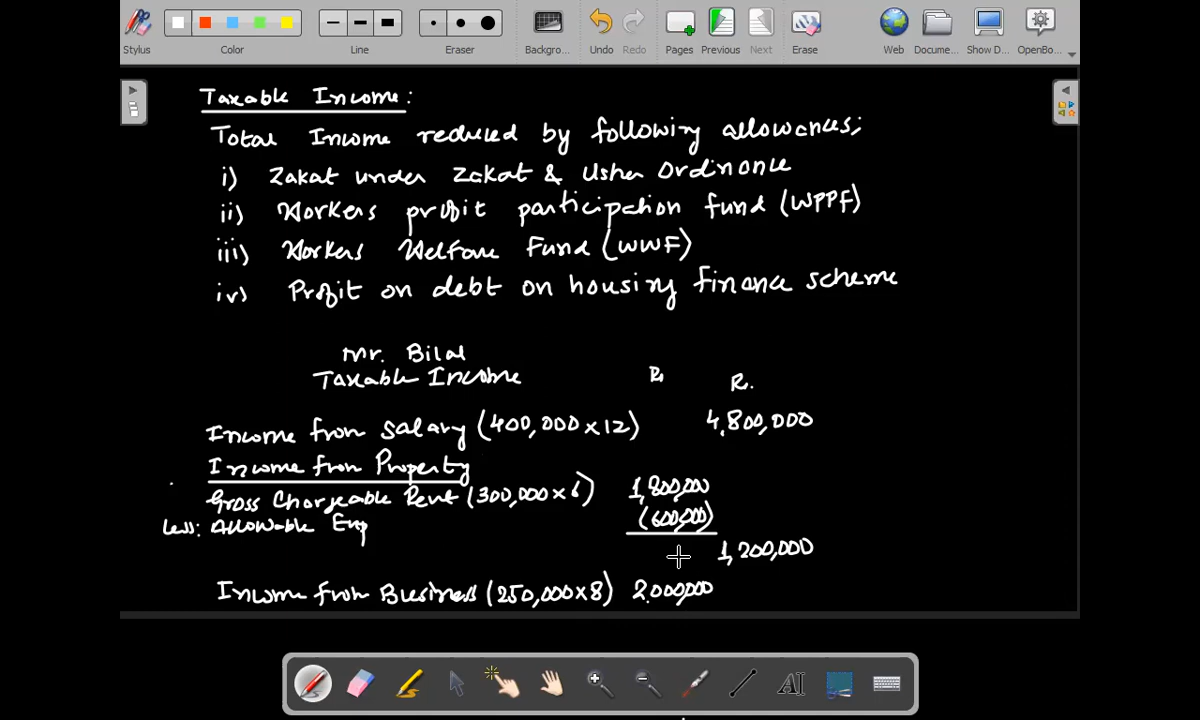 Stylus Color Line Eraser Backgro... Undo Redo Pages Previous Next Erase Web Docume... Show D... OpenBo...
Taxable Income:
Total Income reduced by following allowances;
i) Zakat under Zakat & Usher Ordinance
ii) Workers profit participation fund (WPPF)
iii) Workers Welfare Fund (WWF)
iv) Profit on debt on housing finance scheme
Mr. Bilal
Taxable Income Rs Rs.
Income from Salary (400,000 x 12) 4,800,000
Income from Property
Gross Chargeable Rent (300,000 x 6) 1,800,000
Less: Allowable Exp (600,000)
1,200,000
Income from Business (250,000 x 8) 2,000,000
AI